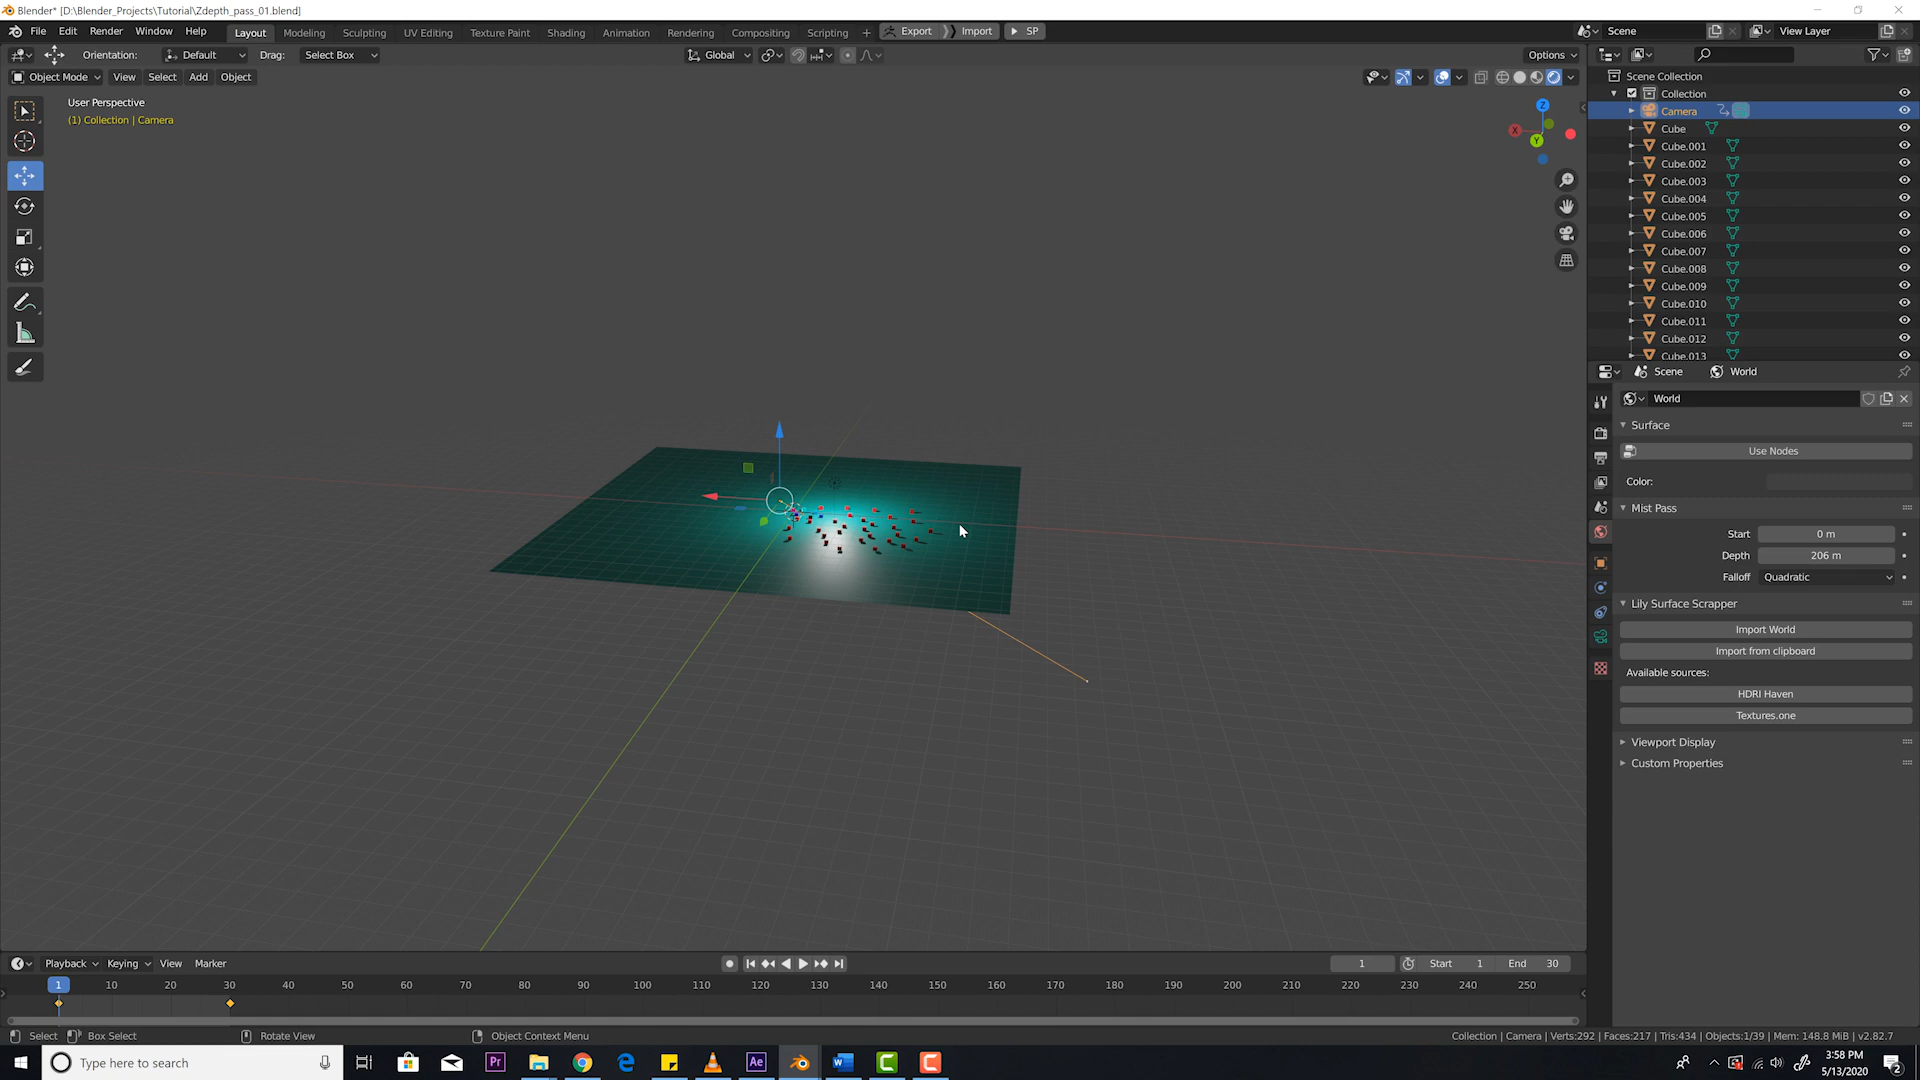 Blender* [D:\Blender_Projects\Tutorial\Zdepth_pass_01.blend]
File Edit Render Window Help Layout Modeling Sculpting UV Editing Texture Paint Shading Animation Rendering Compositing Scripting + Export Import SP Scene View Layer
Orientation: Default Drag: Select Box Global Options
Object Mode View Select Add Object
User Perspective
(1) Collection | Camera
Z
X
Y
Scene Collection
Collection
Camera
Cube
Cube.001
Cube.002
Cube.003
Cube.004
Cube.005
Cube.006
Cube.007
Cube.008
Cube.009
Cube.010
Cube.011
Cube.012
Cube.013
Scene World
World
Surface
Use Nodes
Color:
Mist Pass
Start 0 m
Depth 206 m
Falloff Quadratic
Lily Surface Scrapper
Import World
Import from clipboard
Available sources:
HDRI Haven
Textures.one
Viewport Display
Custom Properties
Playback Keying View Marker 1 Start 1 End 30
1 10 20 30 40 50 60 70 80 90 100 110 120 130 140 150 160 170 180 190 200 210 220 230 240 250
Select Box Select Rotate View Object Context Menu Collection | Camera | Verts:292 | Faces:217 | Tris:434 | Objects:1/39 | Mem: 148.8 MiB | v2.82.7
Type here to search Pr Ae W C C 3:58 PM
5/13/2020 2